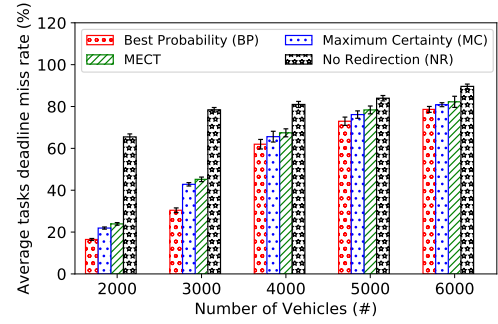 Average tasks deadline miss rate (%)
120
100
80
60
40
20
0
Best Probability (BP)
MECT
Maximum Certainty (MC)
No Redirection (NR)
2000 3000 4000 5000 6000
Number of Vehicles (#)